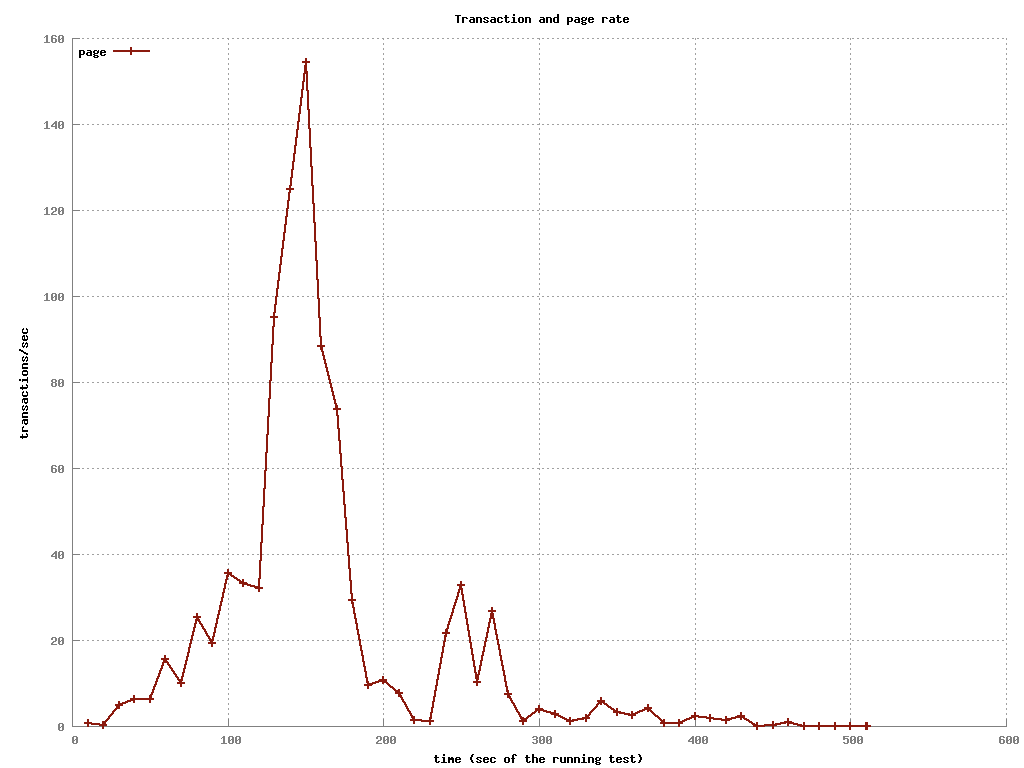 Transaction and page rate
page
160
140
120
100
80
60
40
20
0
transactions/sec
0 100 200 300 400 500 600
time (sec of the running test)